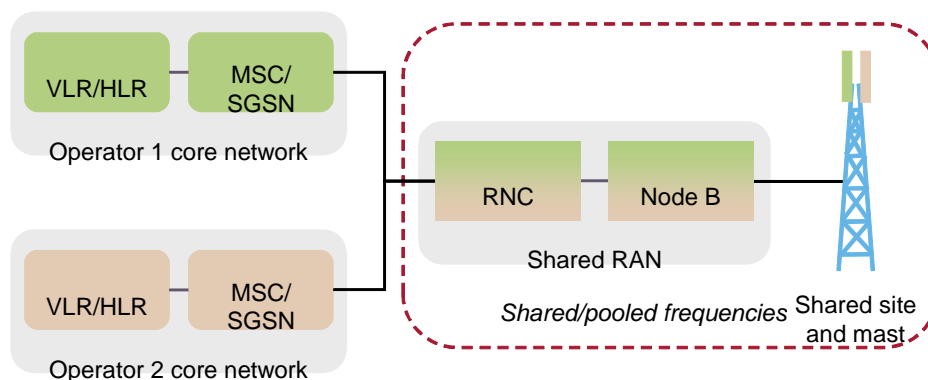 VLR/HLR
MSC/
SGSN
Operator 1 core network
RNC
Node B
Shared RAN
VLR/HLR
MSC/
SGSN
Operator 2 core network
Shared/pooled frequencies
Shared site
and mast